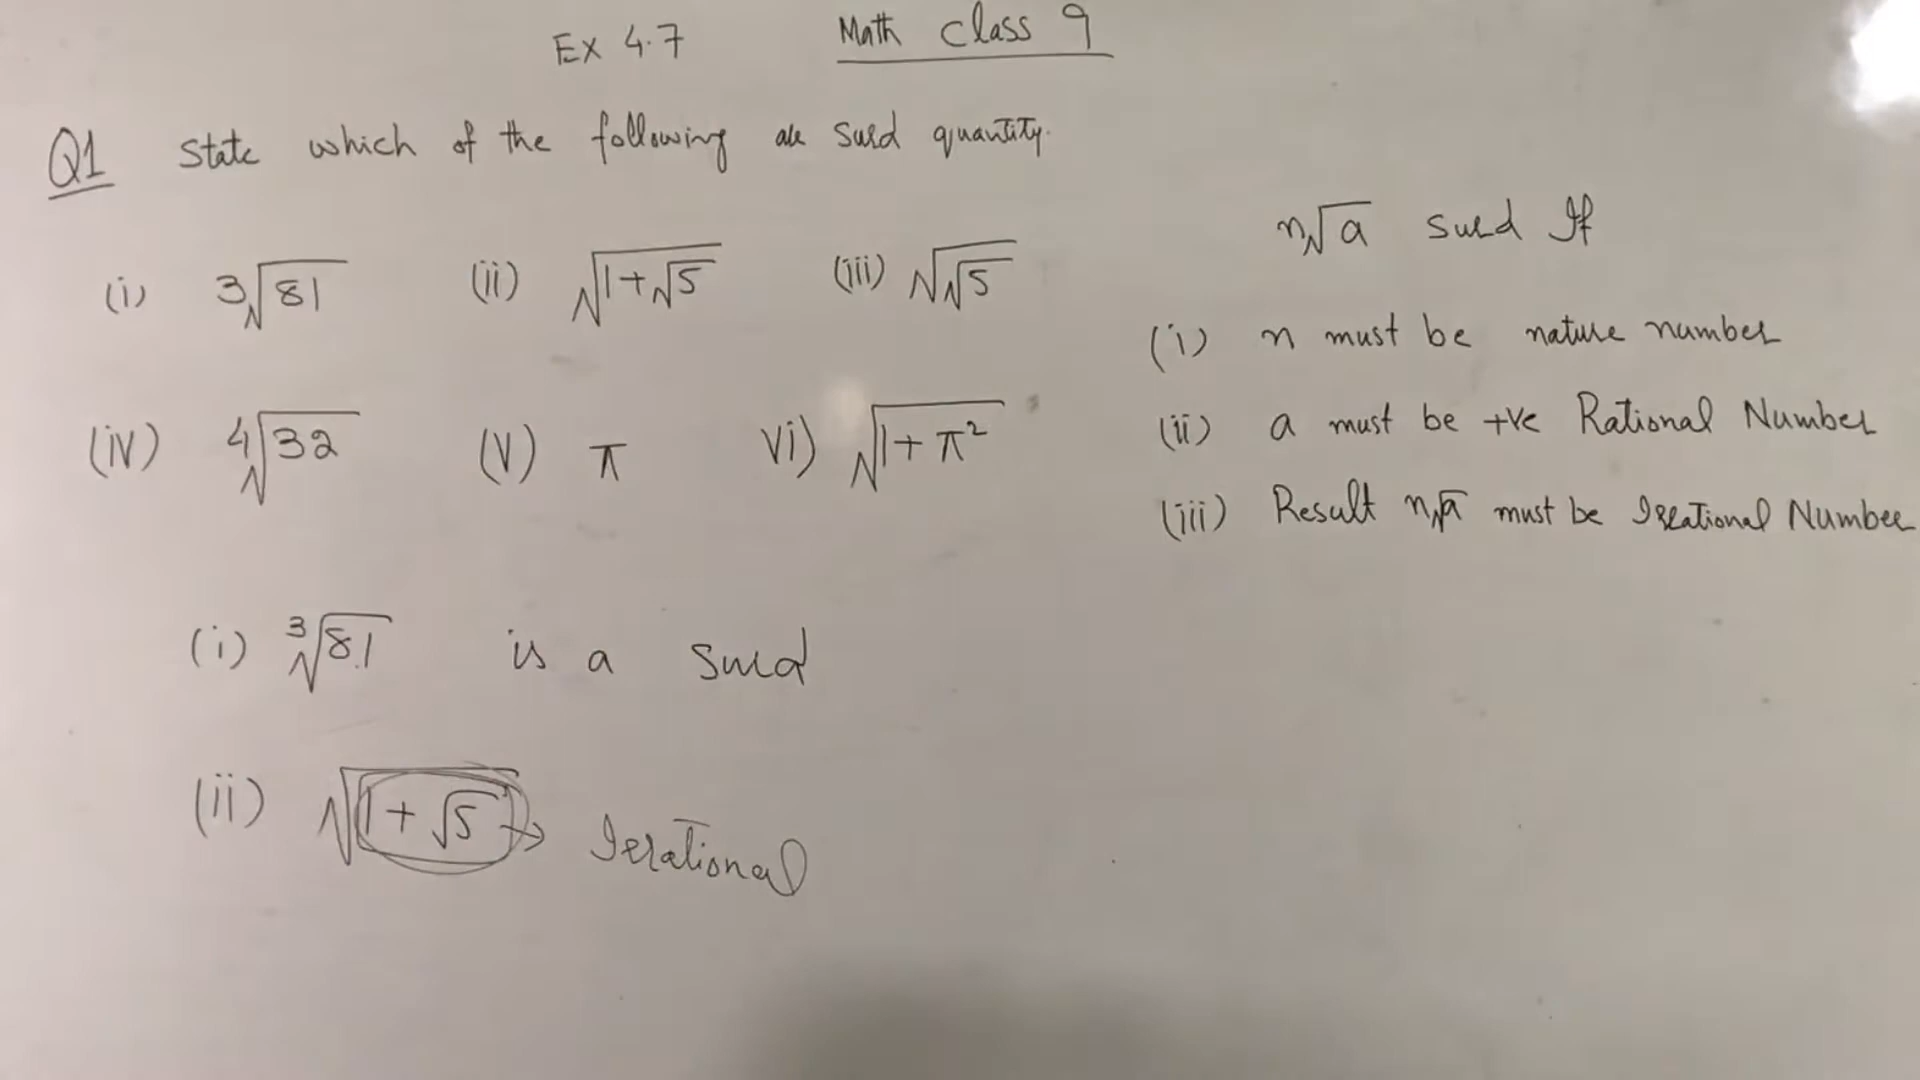 Ex 4.7 Math Class 9
Q1 State which of the following are surd quantity.
(i) ∛81 (ii) √(1+√5) (iii) √√5
(iv) ∜32 (V) π vi) √(1+π²)
ⁿ√a surd If
(i) n must be nature number
(ii) a must be +ve Rational Number
(iii) Result ⁿ√a must be Irrational Number
(i) ∛81 is a Surd
(ii) √(1+√5) → Irrational